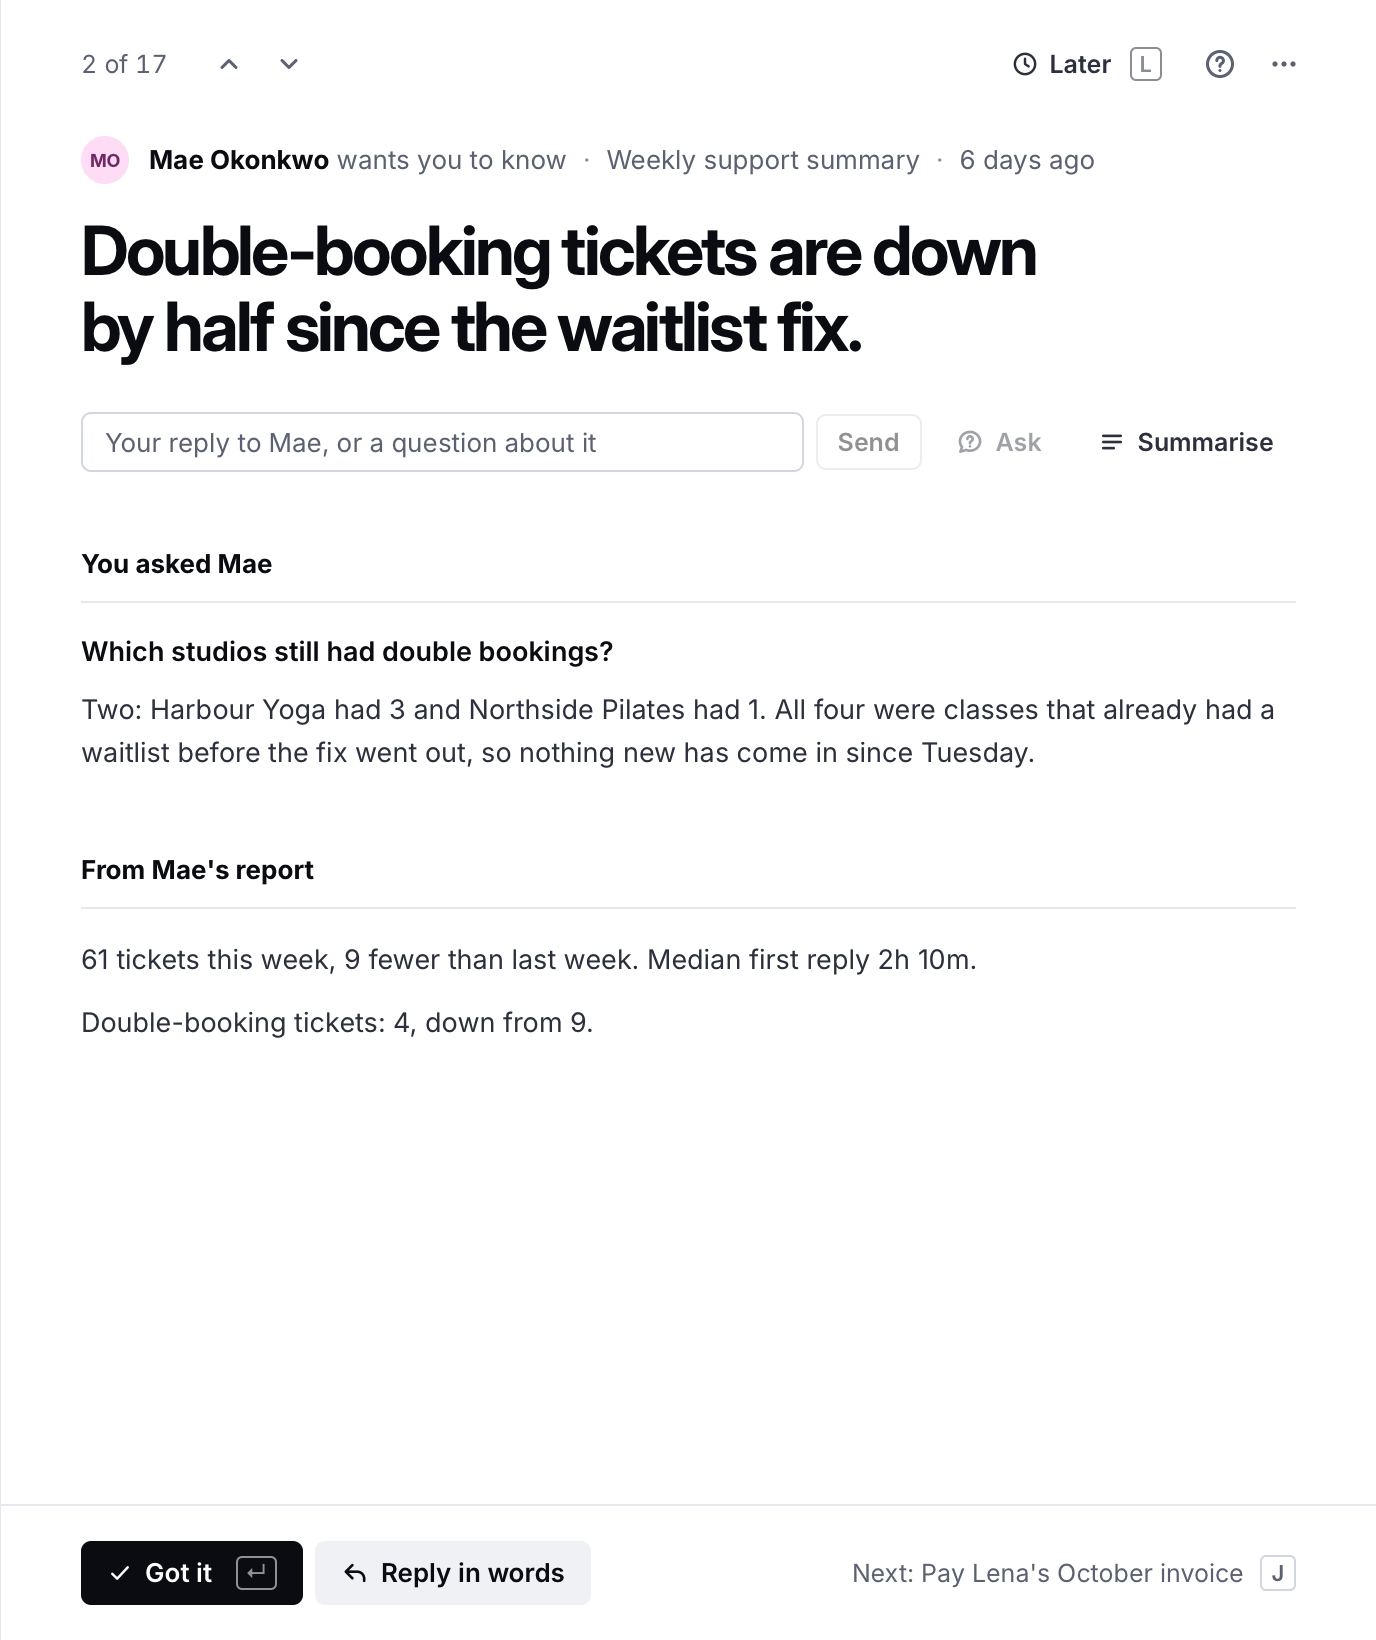 2 of 17
Later L
MO Mae Okonkwo wants you to know · Weekly support summary · 6 days ago
Double-booking tickets are down
by half since the waitlist fix.
Your reply to Mae, or a question about it Send Ask Summarise
You asked Mae
Which studios still had double bookings?
Two: Harbour Yoga had 3 and Northside Pilates had 1. All four were classes that already had a
waitlist before the fix went out, so nothing new has come in since Tuesday.
From Mae's report
61 tickets this week, 9 fewer than last week. Median first reply 2h 10m.
Double-booking tickets: 4, down from 9.
Got it Reply in words Next: Pay Lena's October invoice J